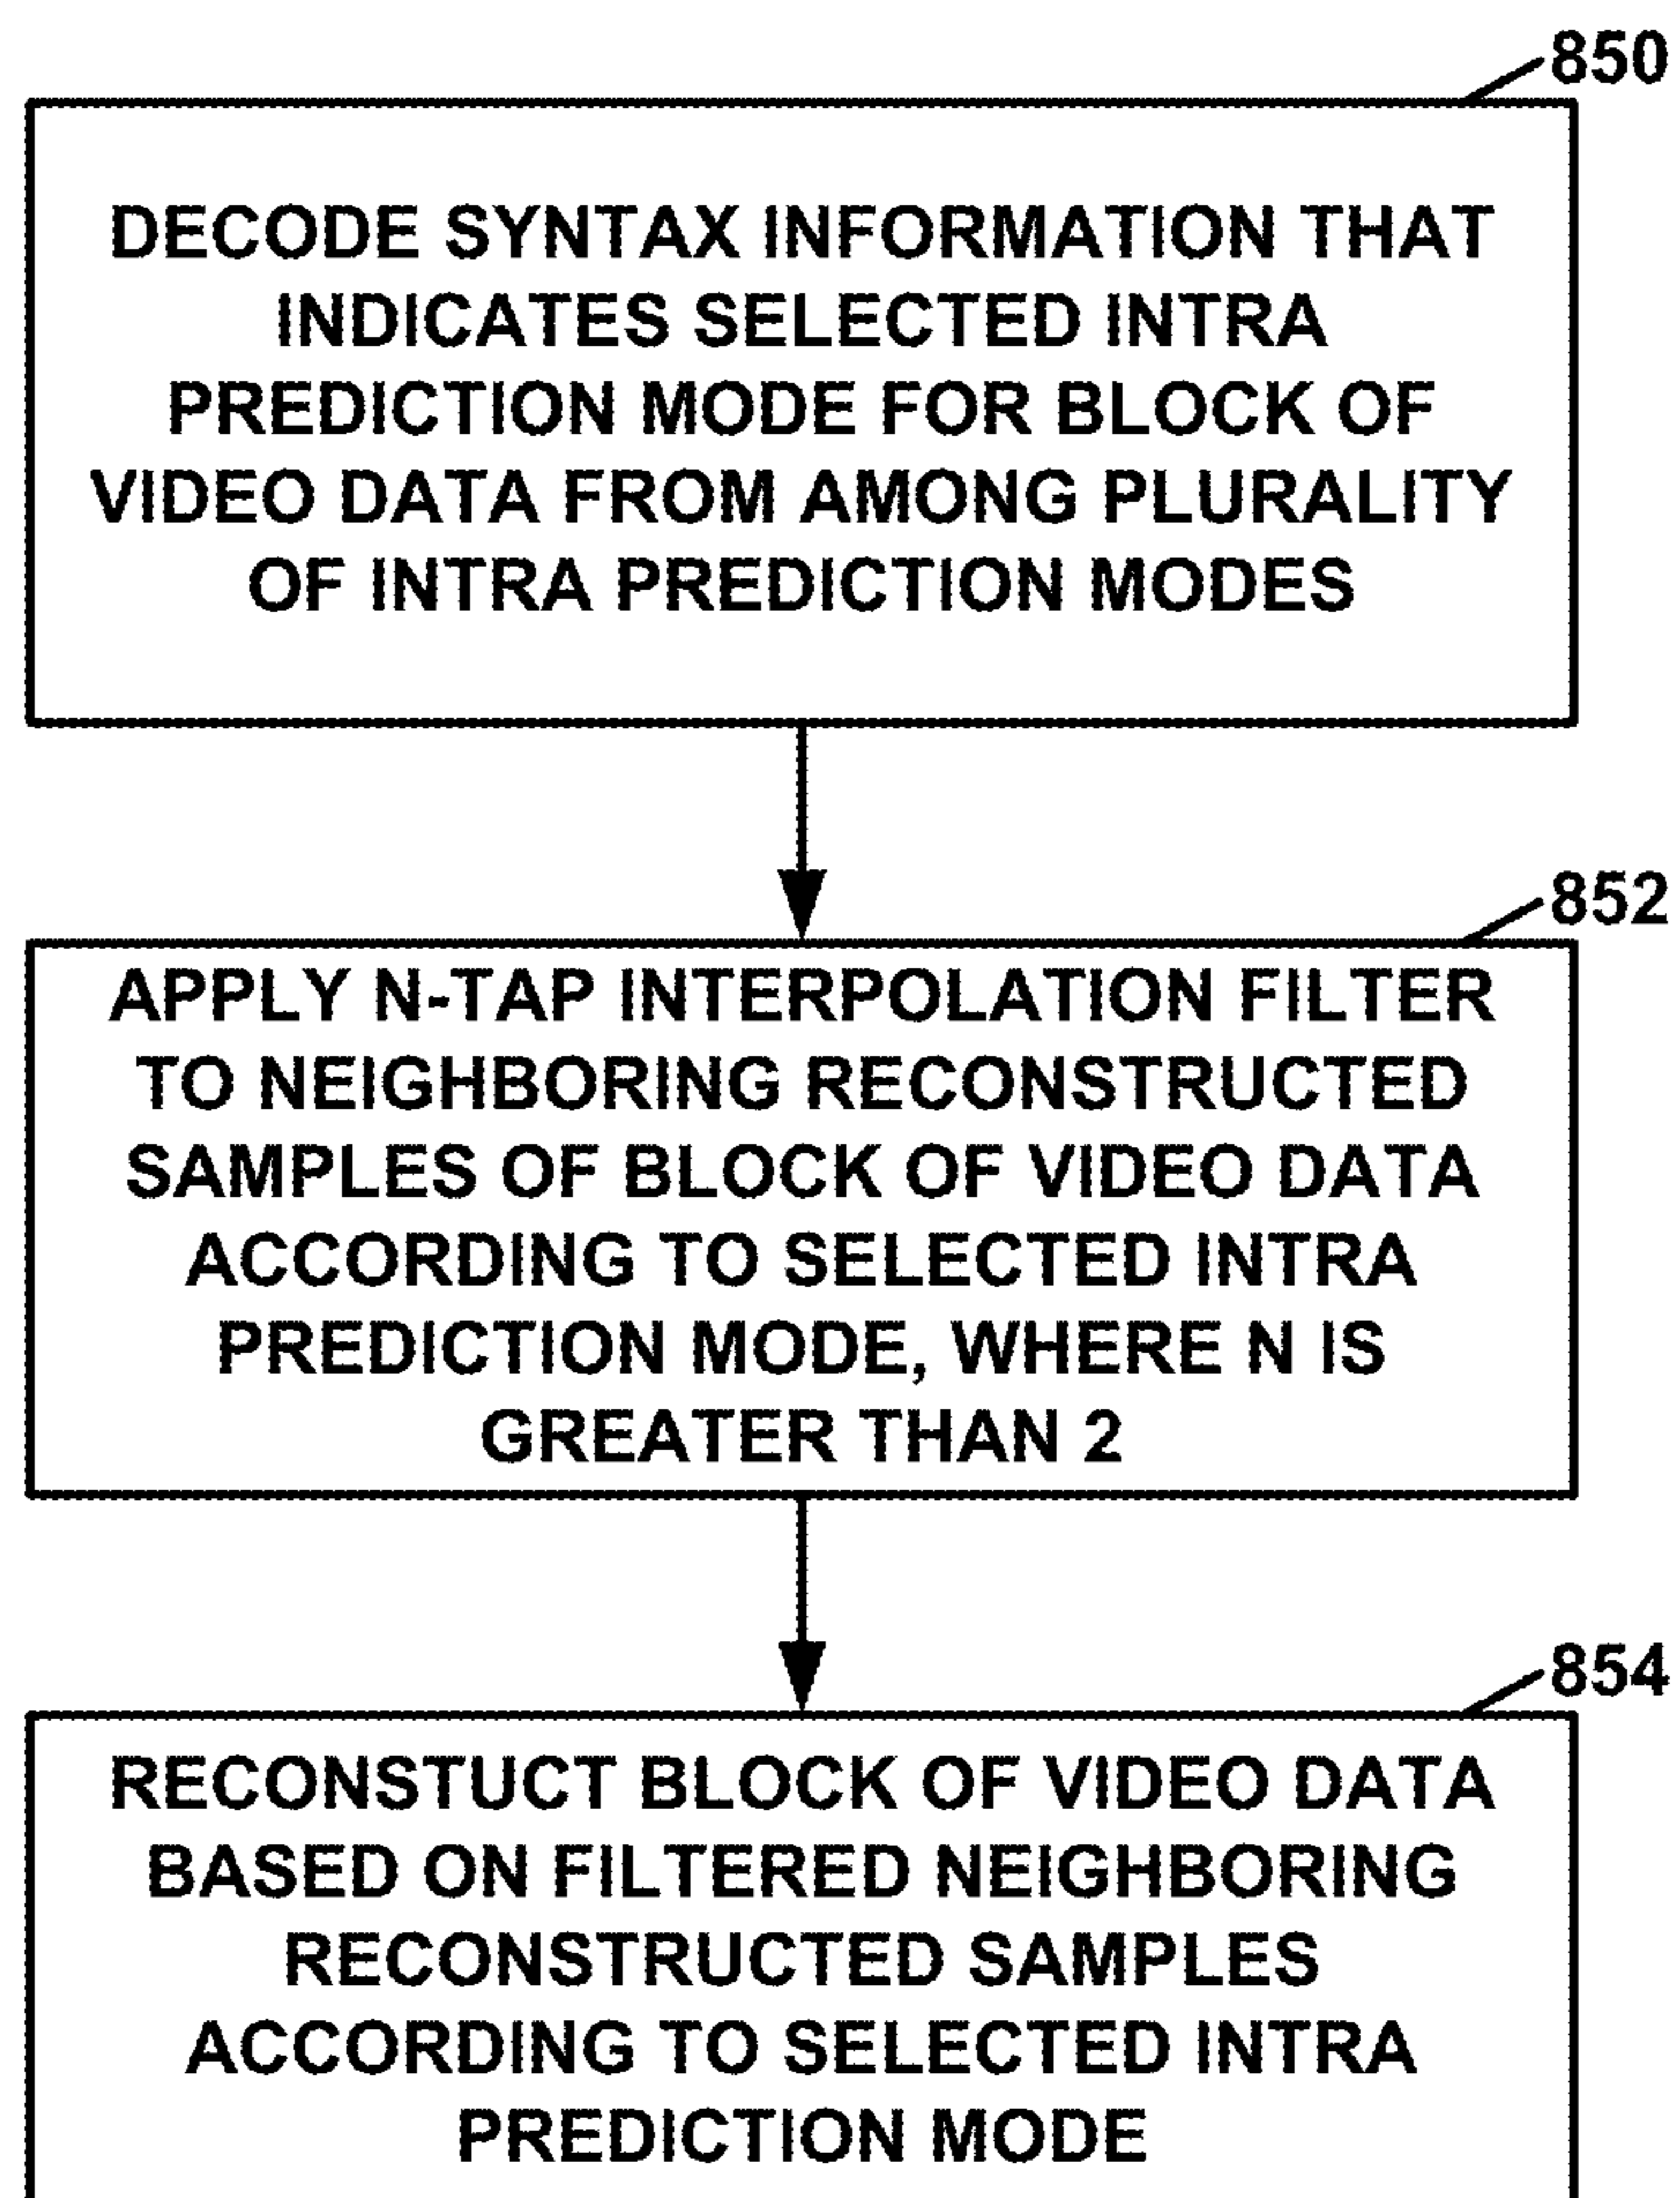 850
DECODE SYNTAX INFORMATION THAT
INDICATES SELECTED INTRA
PREDICTION MODE FOR BLOCK OF
VIDEO DATA FROM AMONG PLURALITY
OF INTRA PREDICTION MODES
852
APPLY N-TAP INTERPOLATION FILTER
TO NEIGHBORING RECONSTRUCTED
SAMPLES OF BLOCK OF VIDEO DATA
ACCORDING TO SELECTED INTRA
PREDICTION MODE, WHERE N IS
GREATER THAN 2
854
RECONSTUCT BLOCK OF VIDEO DATA
BASED ON FILTERED NEIGHBORING
RECONSTRUCTED SAMPLES
ACCORDING TO SELECTED INTRA
PREDICTION MODE